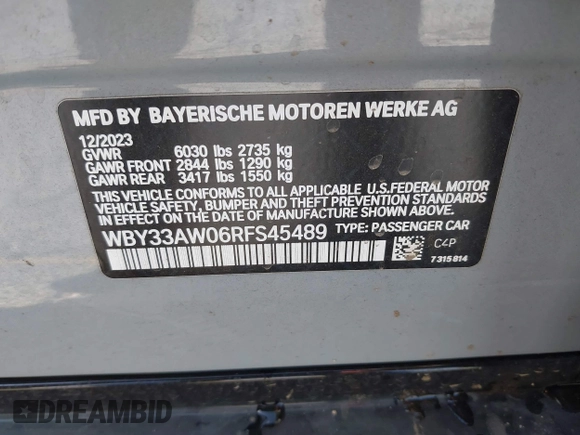 MFD BY BAYERISCHE MOTOREN WERKE AG
12/2023
GVWR 6030 lbs 2735 kg
GAWR FRONT 2844 lbs 1290 kg
GAWR REAR 3417 lbs 1550 kg
THIS VEHICLE CONFORMS TO ALL APPLICABLE U.S.FEDERAL MOTOR
VEHICLE SAFETY, BUMPER AND THEFT PREVENTION STANDARDS
IN EFFECT ON THE DATE OF MANUFACTURE SHOWN ABOVE.
WBY33AW06RFS45489 TYPE: PASSENGER CAR
C4P
7315814
DREAMBID